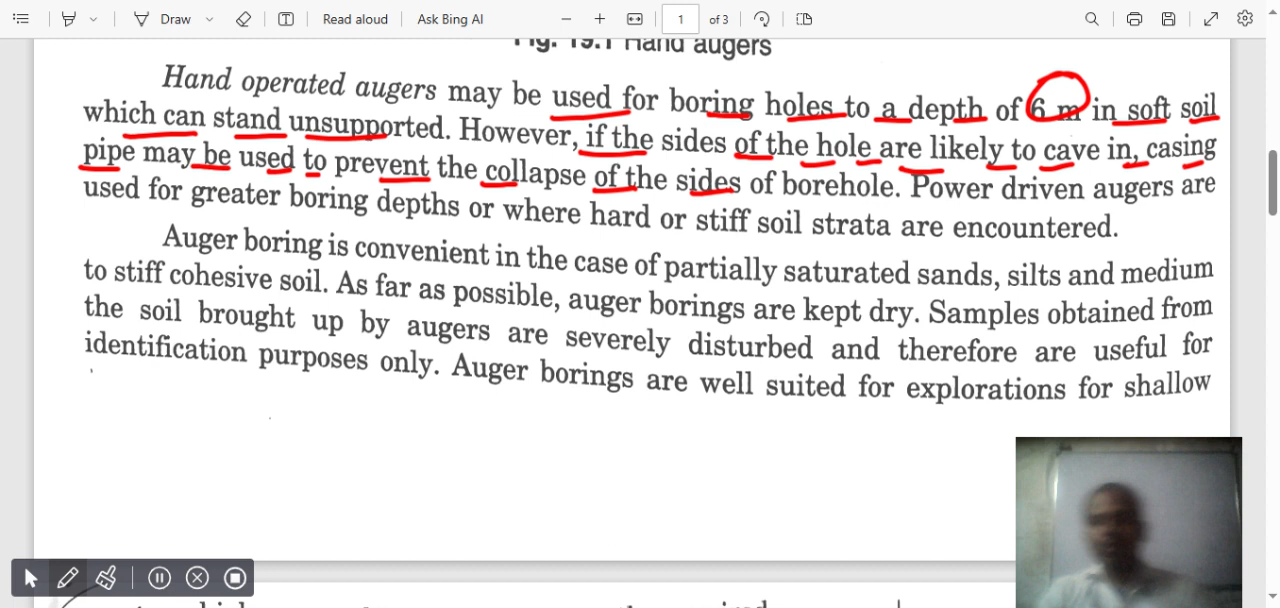 Draw
Read aloud
Ask Bing AI
1
of 3
Fig. 19.1 Hand augers
Hand operated augers may be used for boring holes to a depth of 6 m in soft soil
which can stand unsupported. However, if the sides of the hole are likely to cave in, casing
pipe may be used to prevent the collapse of the sides of borehole. Power driven augers are
used for greater boring depths or where hard or stiff soil strata are encountered.
Auger boring is convenient in the case of partially saturated sands, silts and medium
to stiff cohesive soil. As far as possible, auger borings are kept dry. Samples obtained from
the soil brought up by augers are severely disturbed and therefore are useful for
identification purposes only. Auger borings are well suited for explorations for shallow